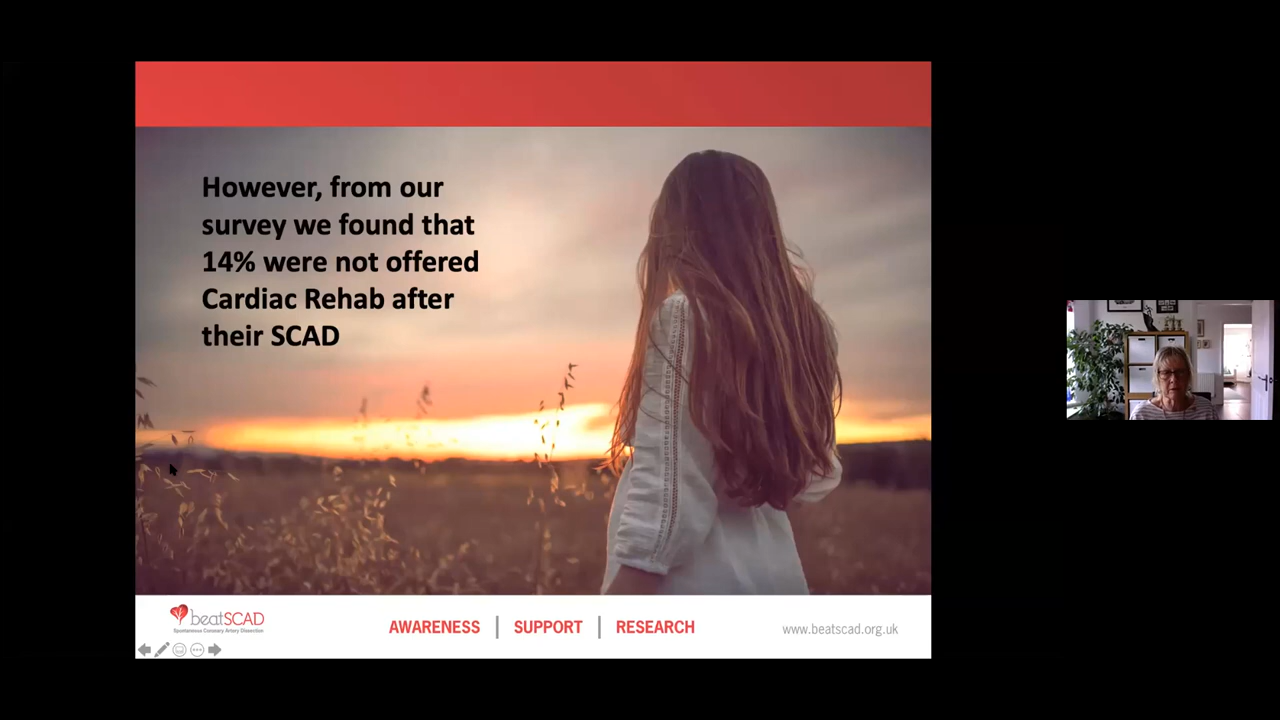 However, from our
survey we found that
14% were not offered
Cardiac Rehab after
their SCAD
beatSCAD
Spontaneous Coronary Artery Dissection
AWARENESS | SUPPORT | RESEARCH
www.beatscad.org.uk